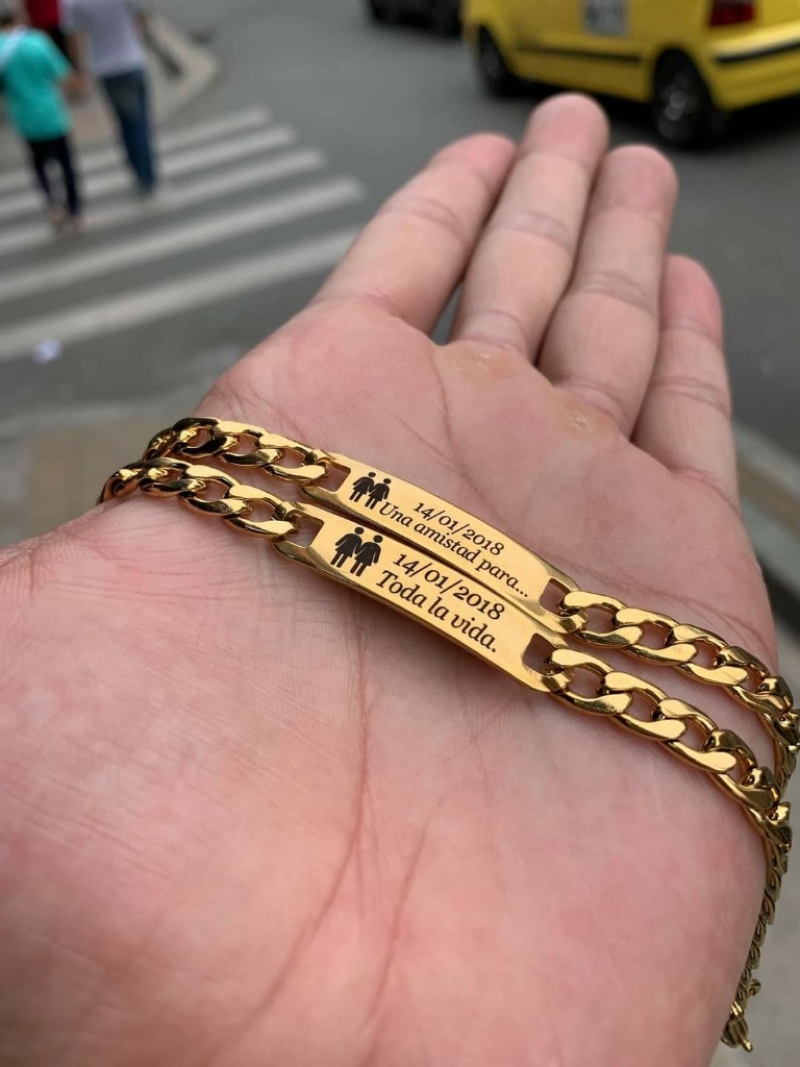 14/01/2018
Una amistad para...
14/01/2018
Toda la vida.